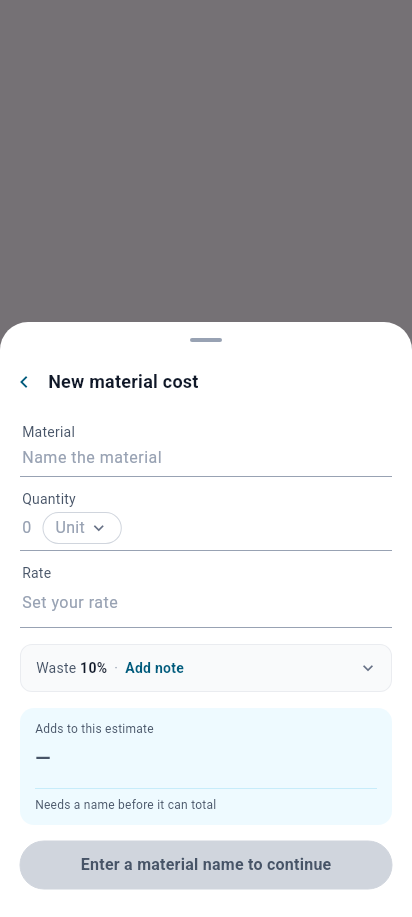 New material cost
Material
Name the material
Quantity
0 Unit
Rate
Set your rate
Waste 10% · Add note
Adds to this estimate
—
Needs a name before it can total
Enter a material name to continue